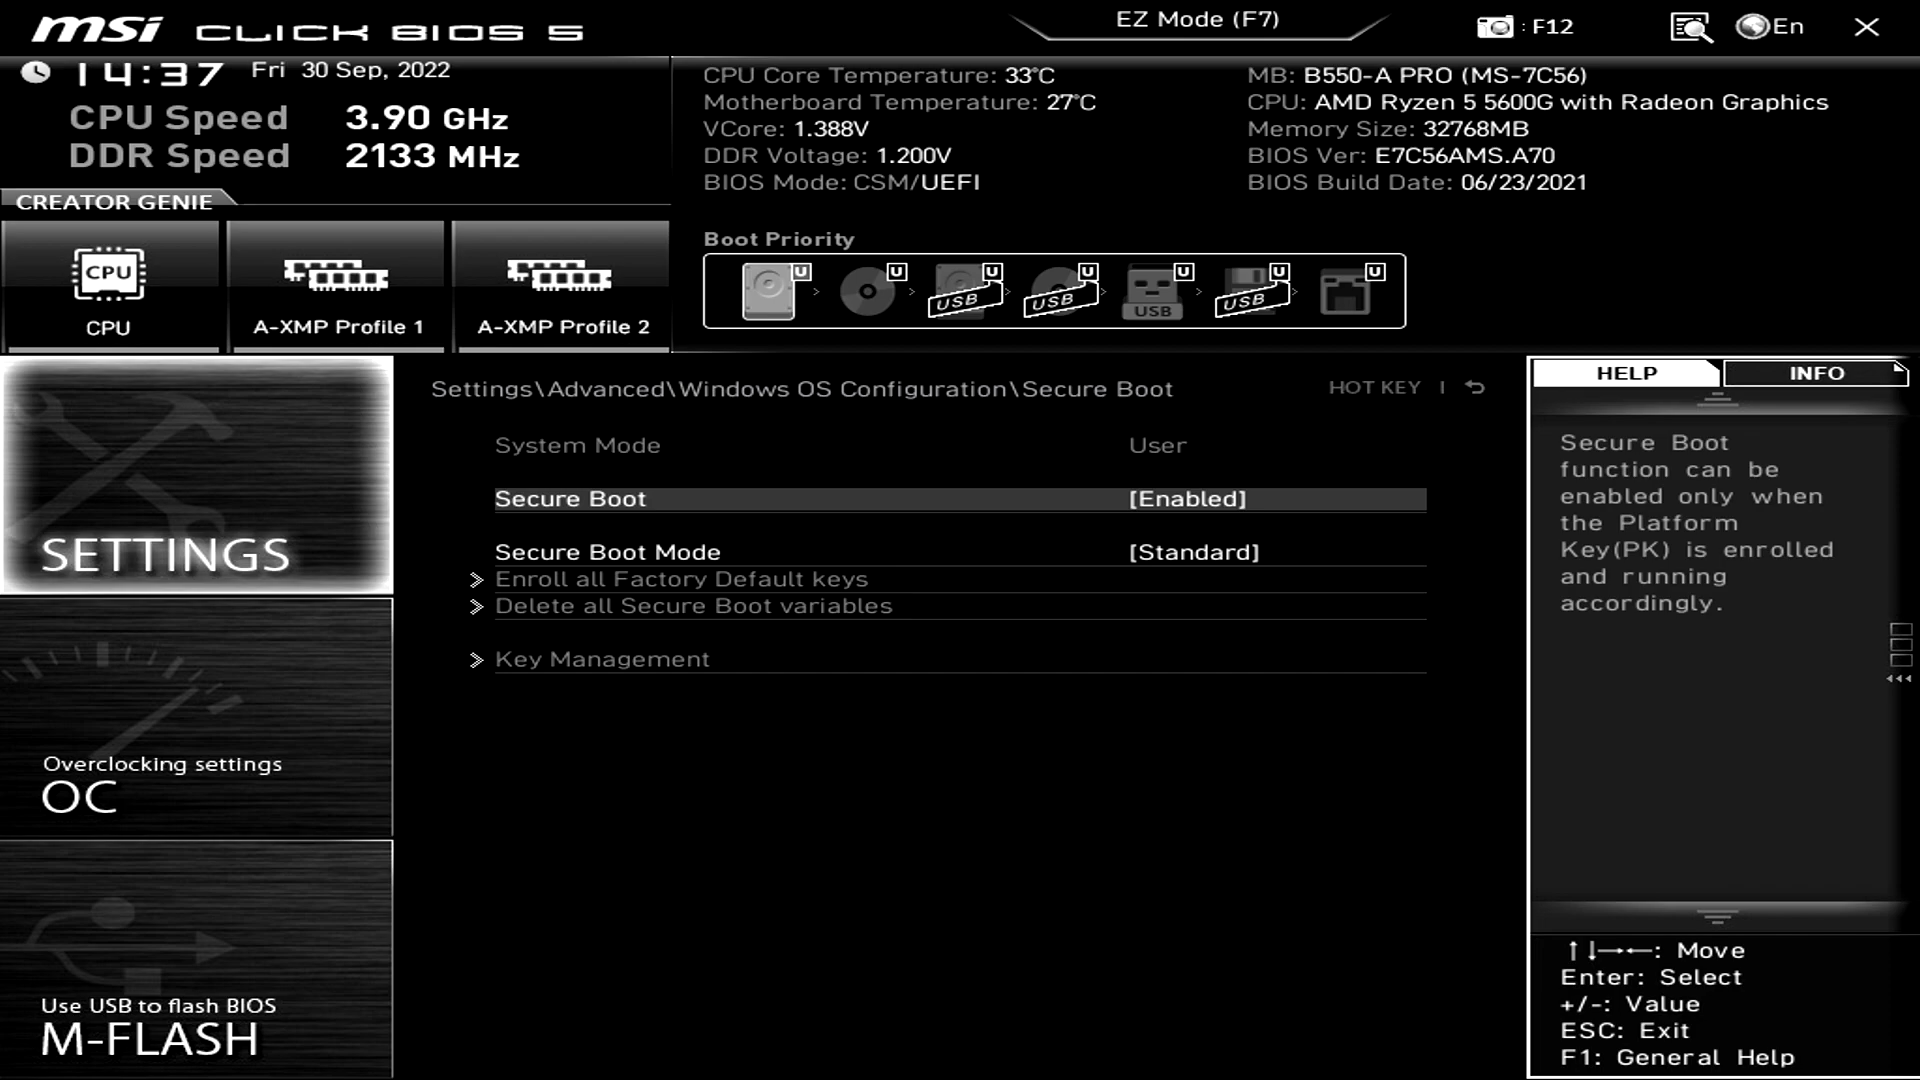 msi CLICK BIOS 5
EZ Mode (F7)
: F12
En
14:37 Fri 30 Sep, 2022
CPU Speed 3.90 GHz
DDR Speed 2133 MHz
CPU Core Temperature: 33°C
Motherboard Temperature: 27°C
VCore: 1.388V
DDR Voltage: 1.200V
BIOS Mode: CSM/UEFI
MB: B550-A PRO (MS-7C56)
CPU: AMD Ryzen 5 5600G with Radeon Graphics
Memory Size: 32768MB
BIOS Ver: E7C56AMS.A70
BIOS Build Date: 06/23/2021
CREATOR GENIE
CPU
CPU
A-XMP Profile 1
A-XMP Profile 2
Boot Priority
U U U U U U U
USB USB USB USB
SETTINGS
Overclocking settings
OC
Use USB to flash BIOS
M-FLASH
Settings\Advanced\Windows OS Configuration\Secure Boot
HOT KEY |
System Mode User
Secure Boot [Enabled]
Secure Boot Mode [Standard]
> Enroll all Factory Default keys
> Delete all Secure Boot variables
> Key Management
HELP
INFO
Secure Boot
function can be
enabled only when
the Platform
Key(PK) is enrolled
and running
accordingly.
↑↓→←: Move
Enter: Select
+/-: Value
ESC: Exit
F1: General Help